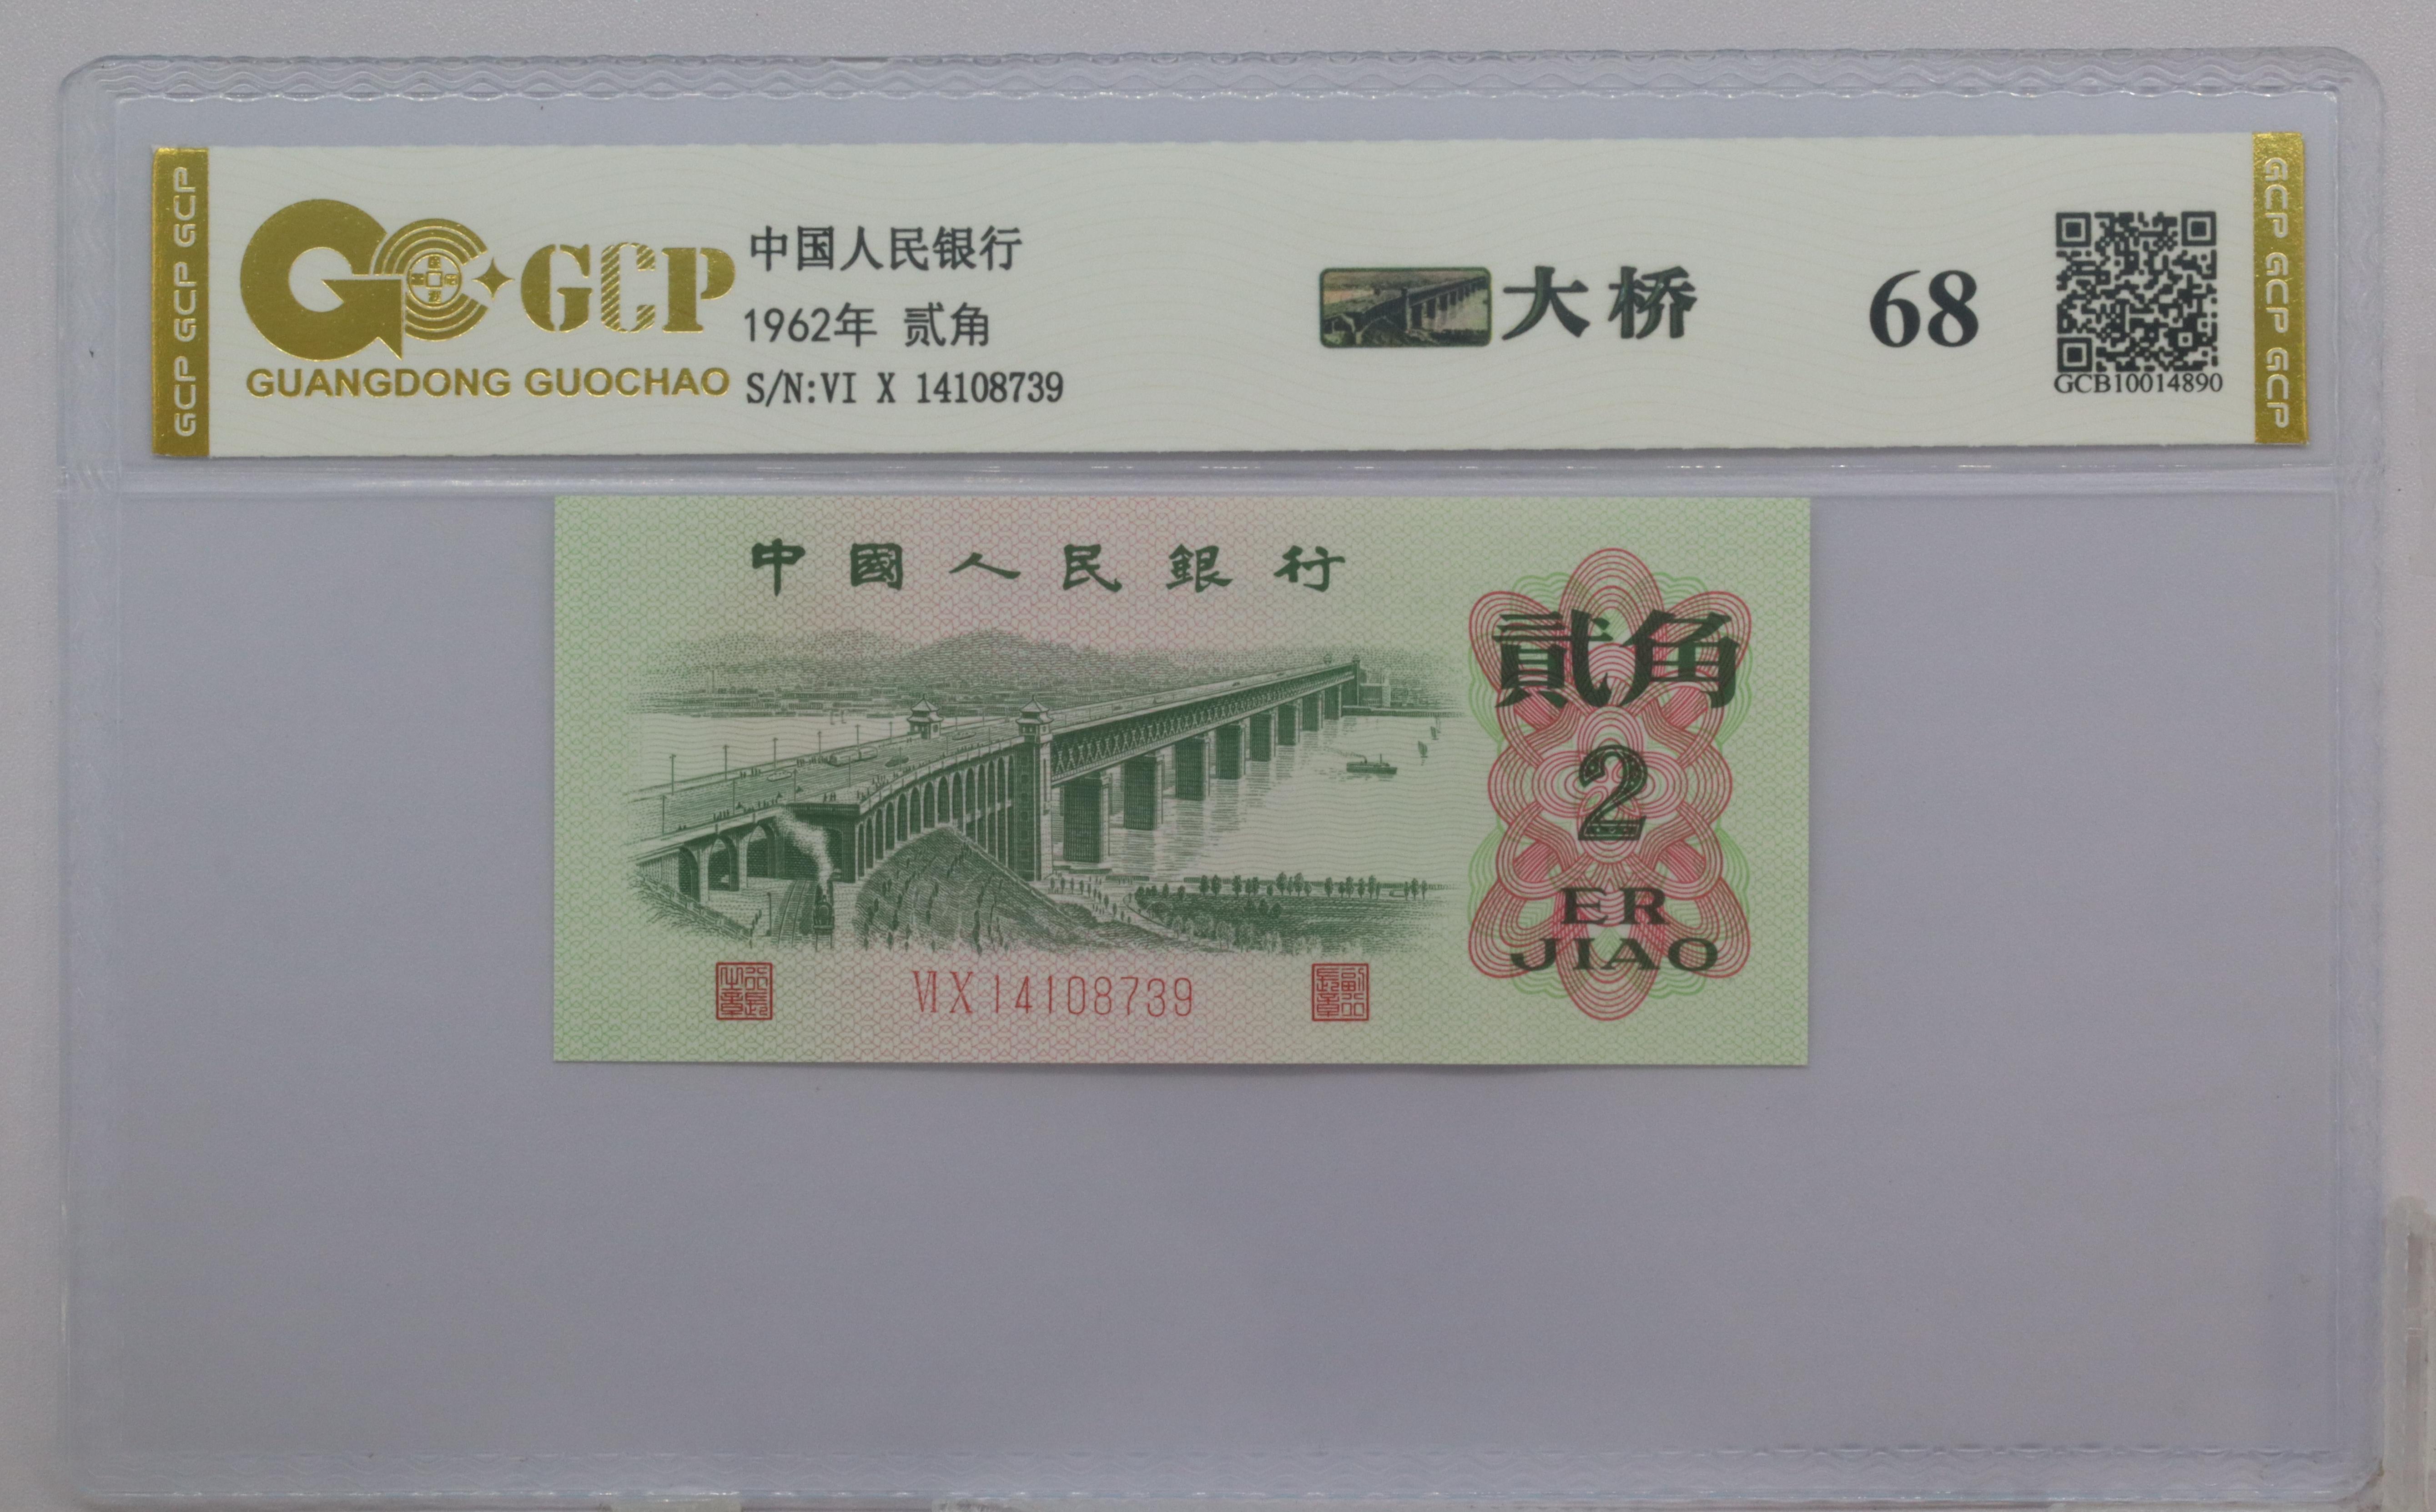 GCP GCP GCP
GCP
GUANGDONG GUOCHAO
中国人民银行
1962年 贰角
S/N:VI X 14108739
大桥
68
GCB10014890
GCP GCP GCP
中國人民銀行
貳角
2
ER
JIAO
VI X 14108739